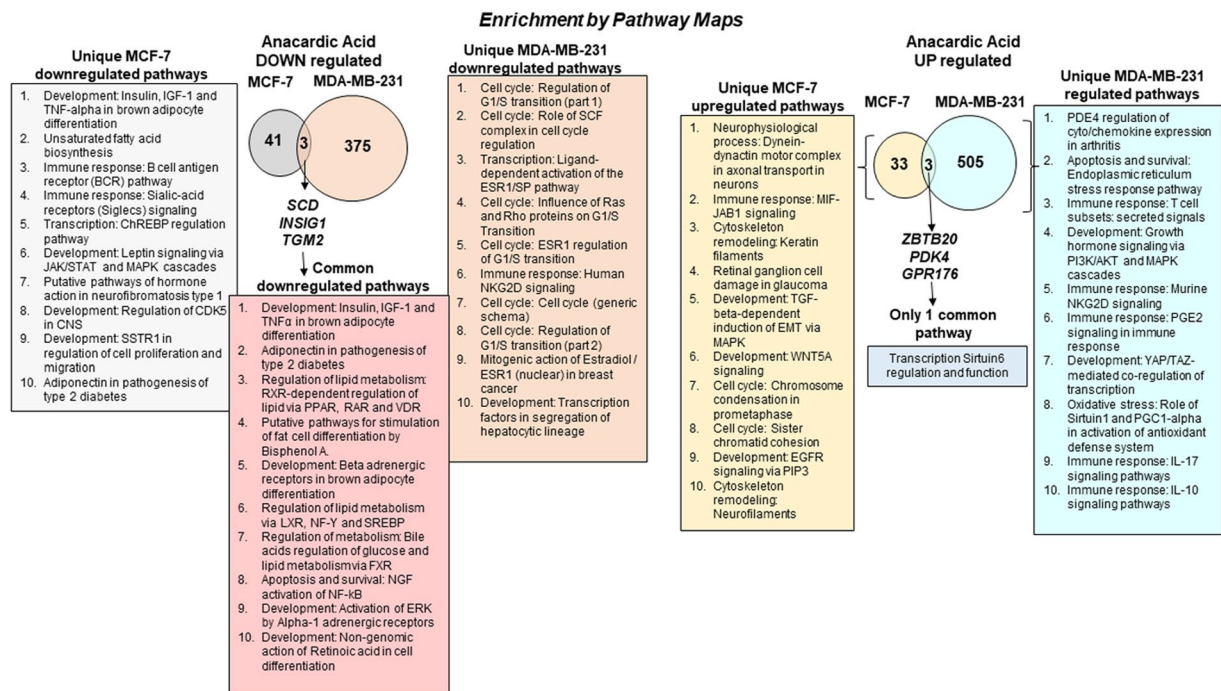 Enrichment by Pathway Maps
Unique MCF-7
downregulated pathways
1. Development: Insulin, IGF-1 and
TNF-alpha in brown adipocyte
differentiation
2. Unsaturated fatty acid
biosynthesis
3. Immune response: B cell antigen
receptor (BCR) pathway
4. Immune response: Sialic-acid
receptors (Siglecs) signaling
5. Transcription: ChREBP regulation
pathway
6. Development: Leptin signaling via
JAK/STAT and MAPK cascades
7. Putative pathways of hormone
action in neurofibromatosis type 1
8. Development: Regulation of CDK5
in CNS
9. Development: SSTR1 in
regulation of cell proliferation and
migration
10. Adiponectin in pathogenesis of
type 2 diabetes
Anacardic Acid
DOWN regulated
MCF-7 MDA-MB-231
41 3 375
SCD
INSIG1
TGM2
Common
downregulated pathways
1. Development: Insulin, IGF-1 and
TNFα in brown adipocyte
differentiation
2. Adiponectin in pathogenesis of
type 2 diabetes
3. Regulation of lipid metabolism:
RXR-dependent regulation of
lipid via PPAR, RAR and VDR
4. Putative pathways for stimulation
of fat cell differentiation by
Bisphenol A.
5. Development: Beta adrenergic
receptors in brown adipocyte
differentiation
6. Regulation of lipid metabolism
via LXR, NF-Y and SREBP
7. Regulation of metabolism: Bile
acids regulation of glucose and
lipid metabolism via FXR
8. Apoptosis and survival: NGF
activation of NF-kB
9. Development: Activation of ERK
by Alpha-1 adrenergic receptors
10. Development: Non-genomic
action of Retinoic acid in cell
differentiation
Unique MDA-MB-231
downregulated pathways
1. Cell cycle: Regulation of
G1/S transition (part 1)
2. Cell cycle: Role of SCF
complex in cell cycle
regulation
3. Transcription: Ligand-
dependent activation of the
ESR1/SP pathway
4. Cell cycle: Influence of Ras
and Rho proteins on G1/S
Transition
5. Cell cycle: ESR1 regulation
of G1/S transition
6. Immune response: Human
NKG2D signaling
7. Cell cycle: Cell cycle (generic
schema)
8. Cell cycle: Regulation of
G1/S transition (part 2)
9. Mitogenic action of Estradiol /
ESR1 (nuclear) in breast
cancer
10. Development: Transcription
factors in segregation of
hepatocytic lineage
Unique MCF-7
upregulated pathways
1. Neurophysiological
process: Dynein-
dynactin motor complex
in axonal transport in
neurons
2. Immune response: MIF-
JAB1 signaling
3. Cytoskeleton
remodeling: Keratin
filaments
4. Retinal ganglion cell
damage in glaucoma
5. Development: TGF-
beta-dependent
induction of EMT via
MAPK
6. Development: WNT5A
signaling
7. Cell cycle: Chromosome
condensation in
prometaphase
8. Cell cycle: Sister
chromatid cohesion
9. Development: EGFR
signaling via PIP3
10. Cytoskeleton
remodeling:
Neurofilaments
Anacardic Acid
UP regulated
MCF-7 MDA-MB-231
33 3 505
ZBTB20
PDK4
GPR176
Only 1 common
pathway
Transcription Sirtuin6
regulation and function
Unique MDA-MB-231
regulated pathways
1. PDE4 regulation of
cyto/chemokine expression
in arthritis
2. Apoptosis and survival:
Endoplasmic reticulum
stress response pathway
3. Immune response: T cell
subsets: secreted signals
4. Development: Growth
hormone signaling via
PI3K/AKT and MAPK
cascades
5. Immune response: Murine
NKG2D signaling
6. Immune response: PGE2
signaling in immune
response
7. Development: YAP/TAZ-
mediated co-regulation of
transcription
8. Oxidative stress: Role of
Sirtuin1 and PGC1-alpha
in activation of antioxidant
defense system
9. Immune response: IL-17
signaling pathways
10. Immune response: IL-10
signaling pathways